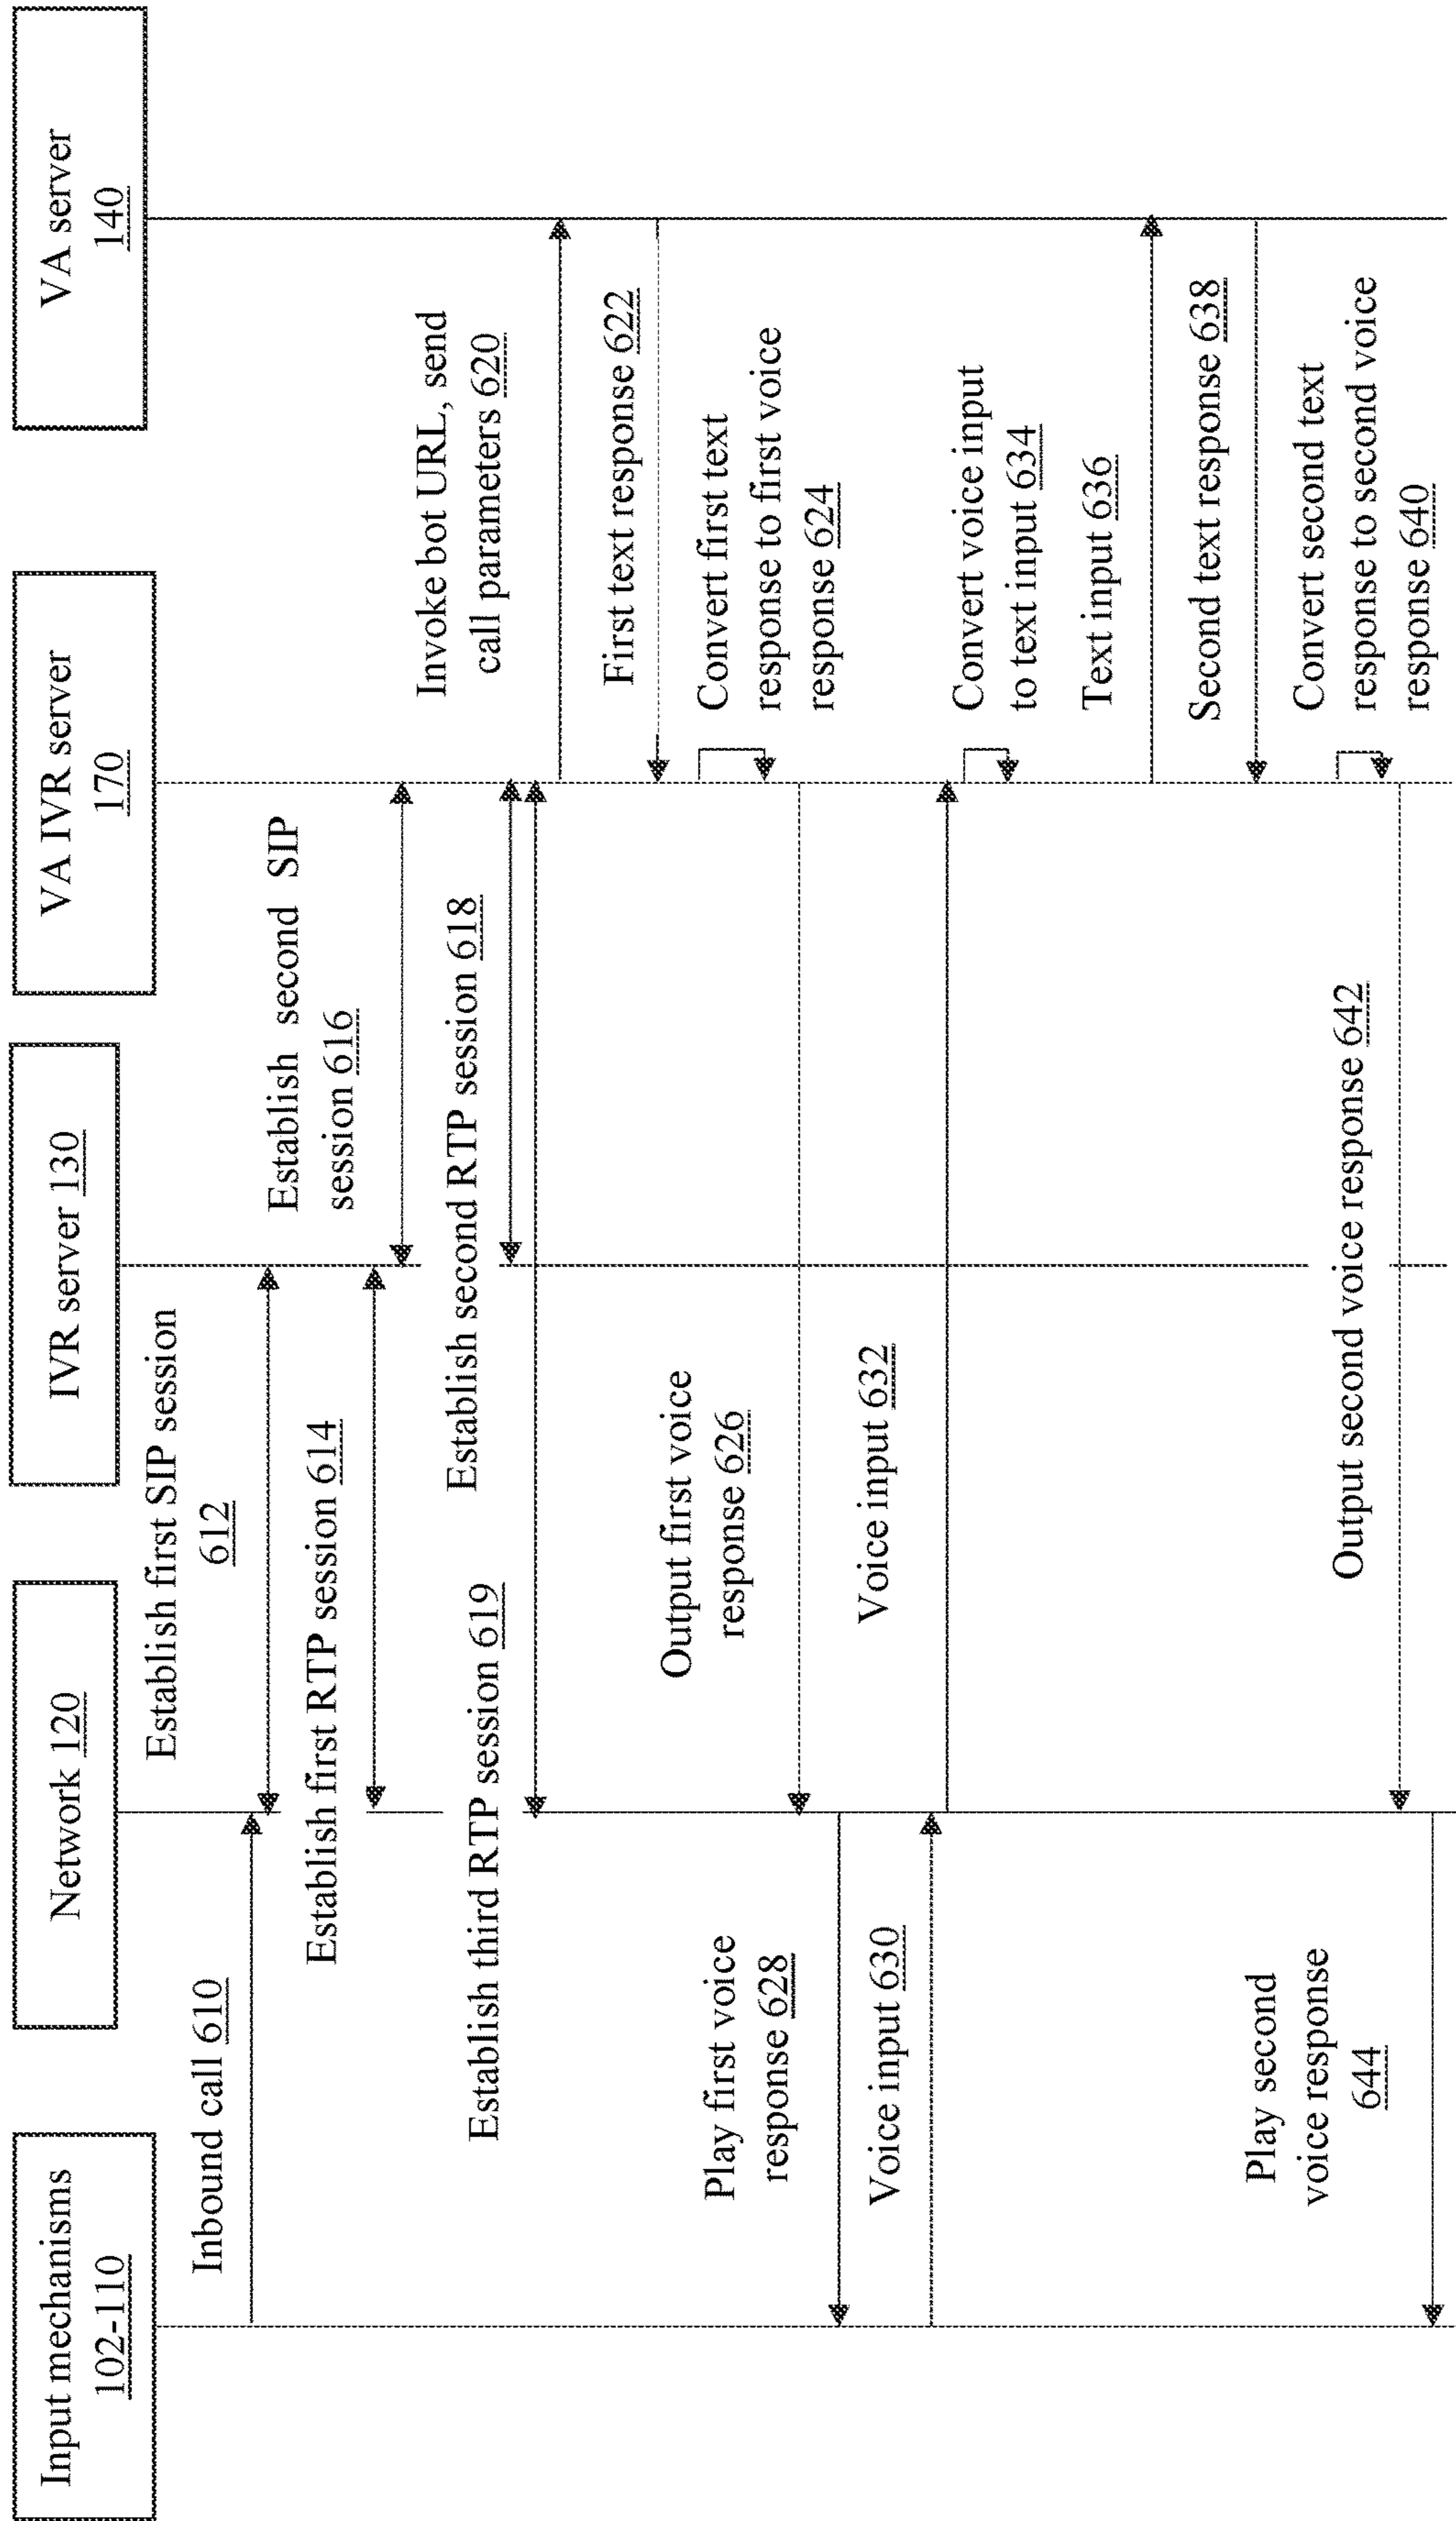 Input mechanisms
102-110
Network 120
IVR server 130
VA IVR server
170
VA server
140
Inbound call 610
Establish first SIP session
612
Establish first RTP session 614
Establish second SIP
session 616
Establish second RTP session 618
Establish third RTP session 619
Invoke bot URL, send
call parameters 620
First text response 622
Convert first text
response to first voice
response 624
Output first voice
response 626
Play first voice
response 628
Voice input 630
Voice input 632
Convert voice input
to text input 634
Text input 636
Second text response 638
Convert second text
response to second voice
response 640
Output second voice response 642
Play second
voice response
644